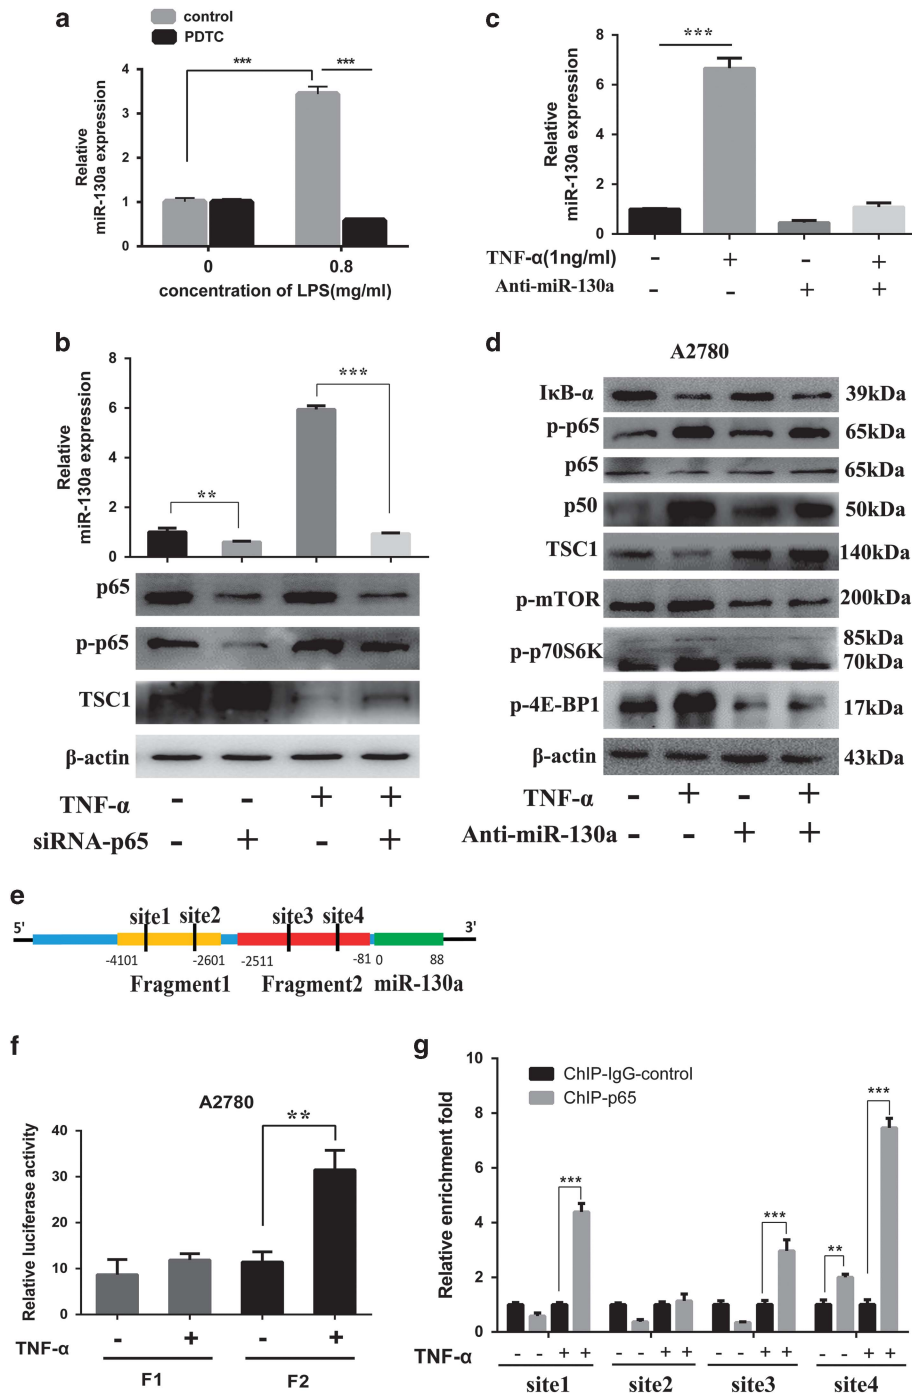 a
control
PDTC
Relative
miR-130a expression
4
3
2
1
0
***
***
0 0.8
concentration of LPS(mg/ml)
c
Relative
miR-130a expression
8
6
4
2
0
***
TNF-α(1ng/ml) - + - +
Anti-miR-130a - - + +
b
Relative
miR-130a expression
8
6
4
2
0
**
***
p65
p-p65
TSC1
β-actin
TNF-α - - + +
siRNA-p65 - + - +
d
A2780
IκB-α 39kDa
p-p65 65kDa
p65 65kDa
p50 50kDa
TSC1 140kDa
p-mTOR 200kDa
85kDa
p-p70S6K 70kDa
p-4E-BP1 17kDa
β-actin 43kDa
TNF-α - + - +
Anti-miR-130a - - + +
e
5' site1 site2 site3 site4 3'
-4101 -2601 -2511 -81 0 88
Fragment1 Fragment2 miR-130a
f
A2780
Relative luciferase activity
40
30
20
10
0
**
TNF-α - + - +
F1 F2
g
ChIP-IgG-control
ChIP-p65
Relative enrichment fold
10
8
6
4
2
0
***
***
**
***
TNF-α - - + + - - + + - - + + - - + +
site1 site2 site3 site4